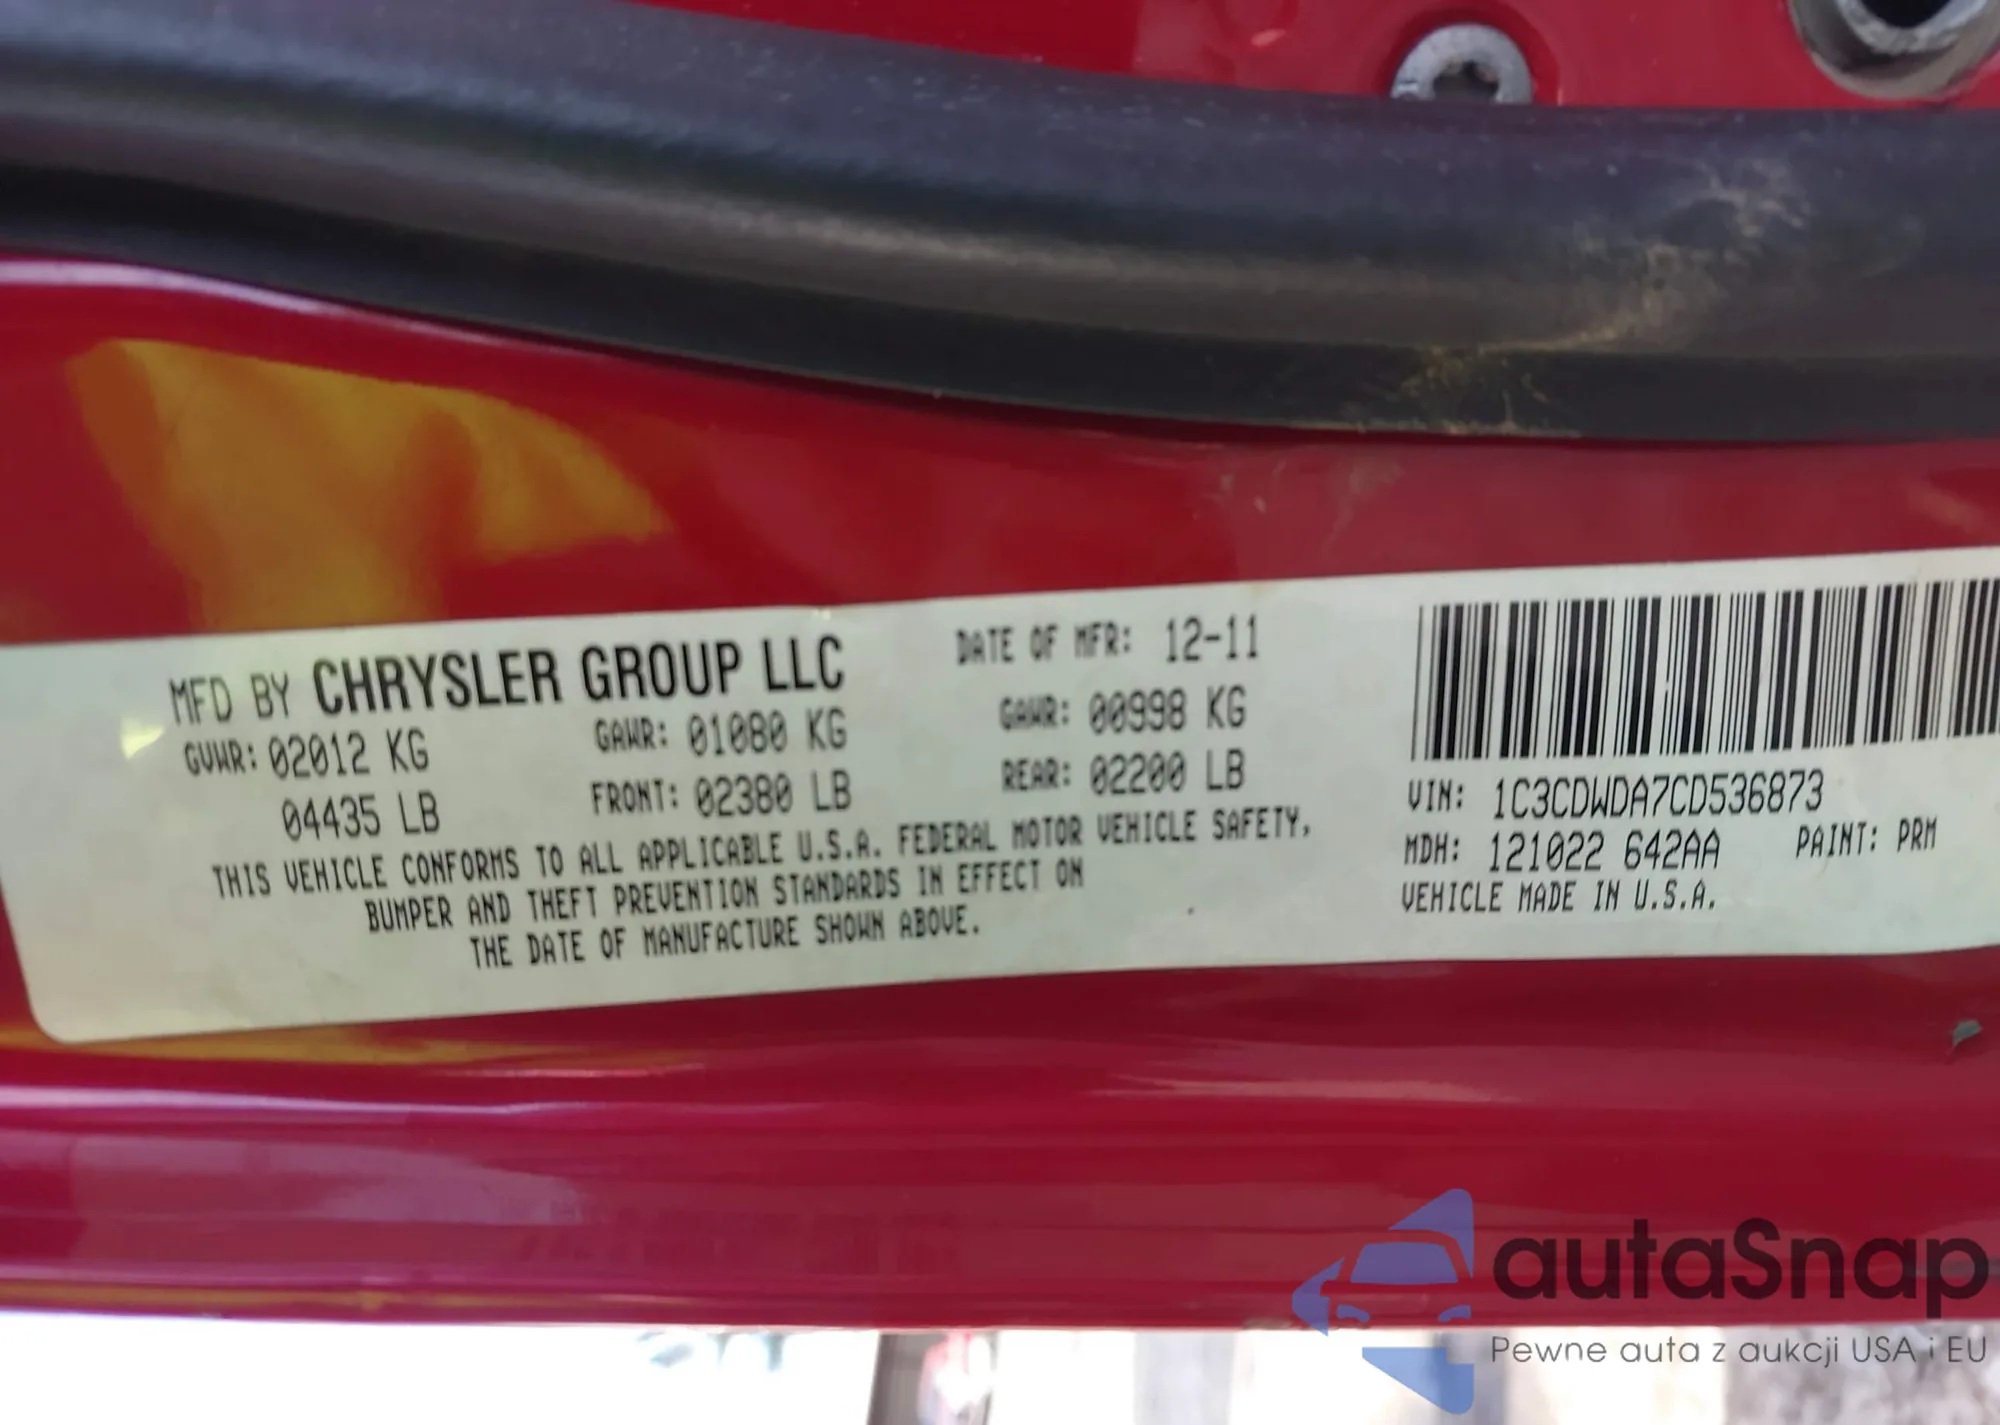 MFD BY CHRYSLER GROUP LLC DATE OF MFR: 12-11
GVWR: 02012 KG GAWR: 01080 KG GAWR: 00998 KG
04435 LB FRONT: 02380 LB REAR: 02200 LB
THIS VEHICLE CONFORMS TO ALL APPLICABLE U.S.A. FEDERAL MOTOR VEHICLE SAFETY,
BUMPER AND THEFT PREVENTION STANDARDS IN EFFECT ON
THE DATE OF MANUFACTURE SHOWN ABOVE.
VIN: 1C3CDWDA7CD536873
MDH: 121022 642AA PAINT: PRM
VEHICLE MADE IN U.S.A.
autaSnap
Pewne auta z aukcji USA i EU